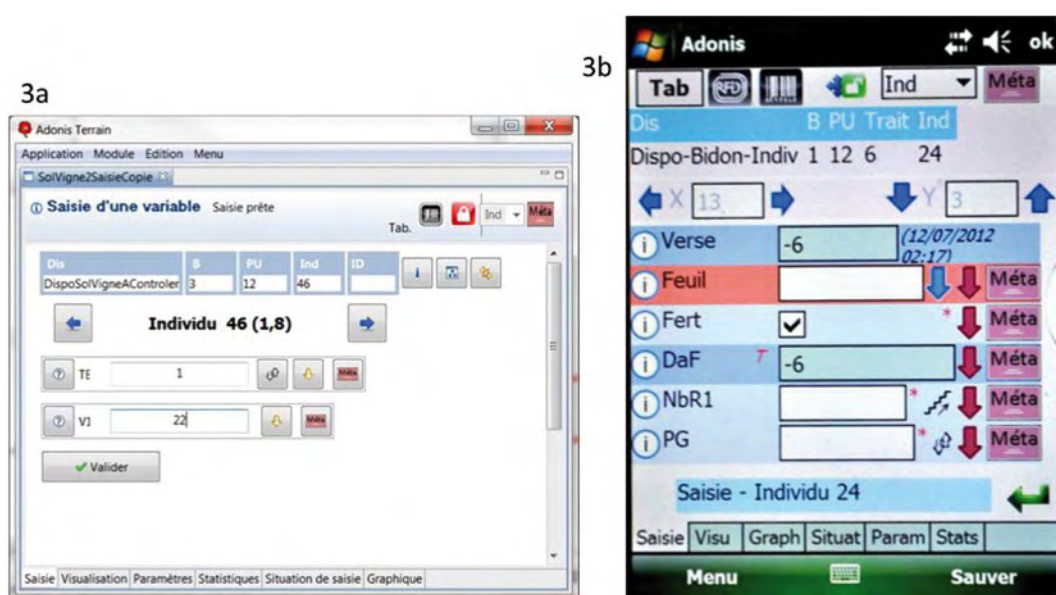 3a
Adonis Terrain
Application Module Edition Menu
SolVigne2SaisieCopie
Saisie d'une variable Saisie prête
Tab. Ind Méta
Dis B PU Ind ID
DispoSolVigneAControler 3 12 46
Individu 46 (1,8)
TE 1 Méta
VI 22 Méta
Valider
Saisie Visualisation Paramètres Statistiques Situation de saisie Graphique
3b
Adonis ok
Tab RFID Ind Méta
Dis B PU Trait Ind
Dispo-Bidon-Indiv 1 12 6 24
X 13 Y 3
Verse -6 (12/07/2012
02:17)
Feuil Méta
Fert * Méta
DaF T -6 Méta
NbR1 * Méta
PG * Méta
Saisie - Individu 24
Saisie Visu Graph Situat Param Stats
Menu Sauver